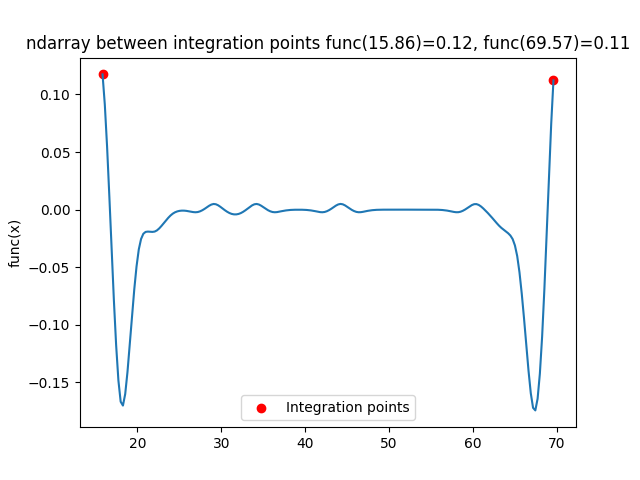 ndarray between integration points func(15.86)=0.12, func(69.57)=0.11
0.10
0.05
0.00
−0.05
−0.10
−0.15
func(x)
Integration points
20 30 40 50 60 70